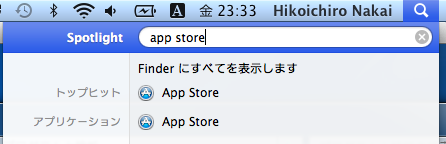 A 金 23:33 Hikoichiro Nakai
Spotlight app store
Finder にすべてを表示します
トップヒット App Store
アプリケーション App Store